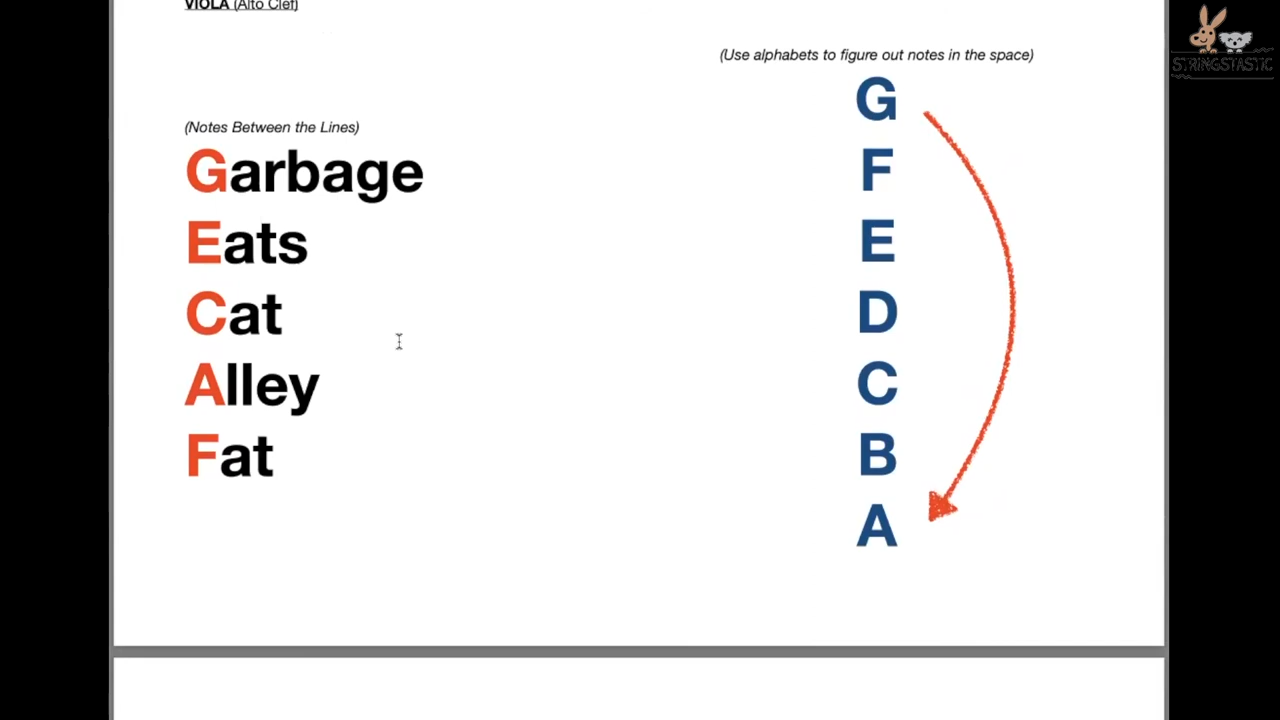 VIOLA (Alto Clef)
(Notes Between the Lines)
Garbage
Eats
Cat
Alley
Fat
(Use alphabets to figure out notes in the space)
G
F
E
D
C
B
A
STRINGSTASTIC